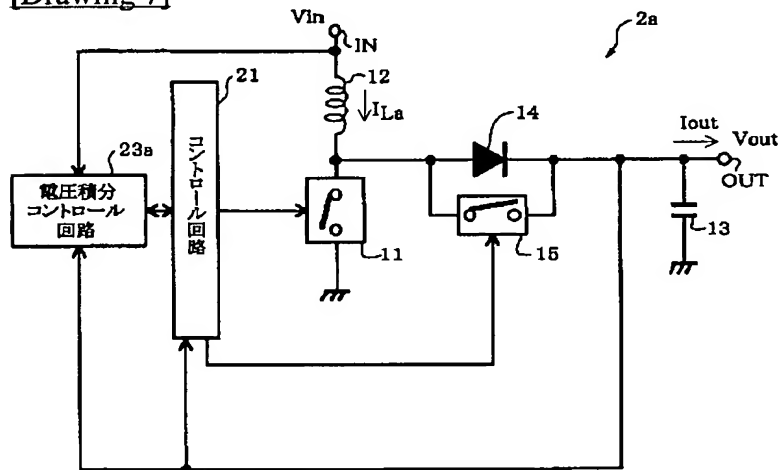 [Drawing 7]
Vin
IN
2a
12
21
ILa
14
Iout
Vout
OUT
23a
電圧積分
コントロール
回路
コントロール回路
11
15
13